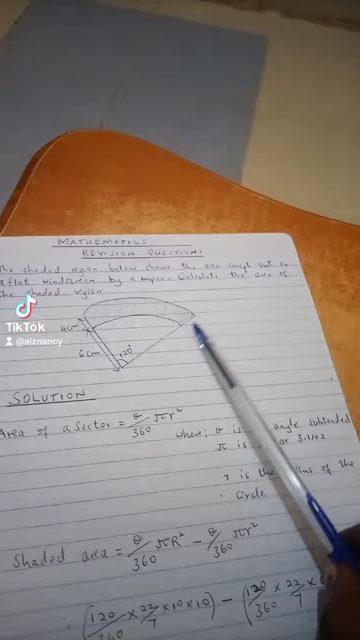 MATHEMATICS
REVISION QUESTIONS
The shaded region below shows the area swept out on
a flat windscreen by a wiper. Calculate the area of
the shaded region
4cm
6cm
120°
TikTok
@aiznancy
SOLUTION
Area of a sector = θ/360 πr²
where; θ is angle subtended
π is or 3.142
r is the of the
circle
Shaded area = θ/360 πR² - θ/360 πr²
(120/360 × 22/7 × 10 × 10) - (120/360 × 22/7 ×